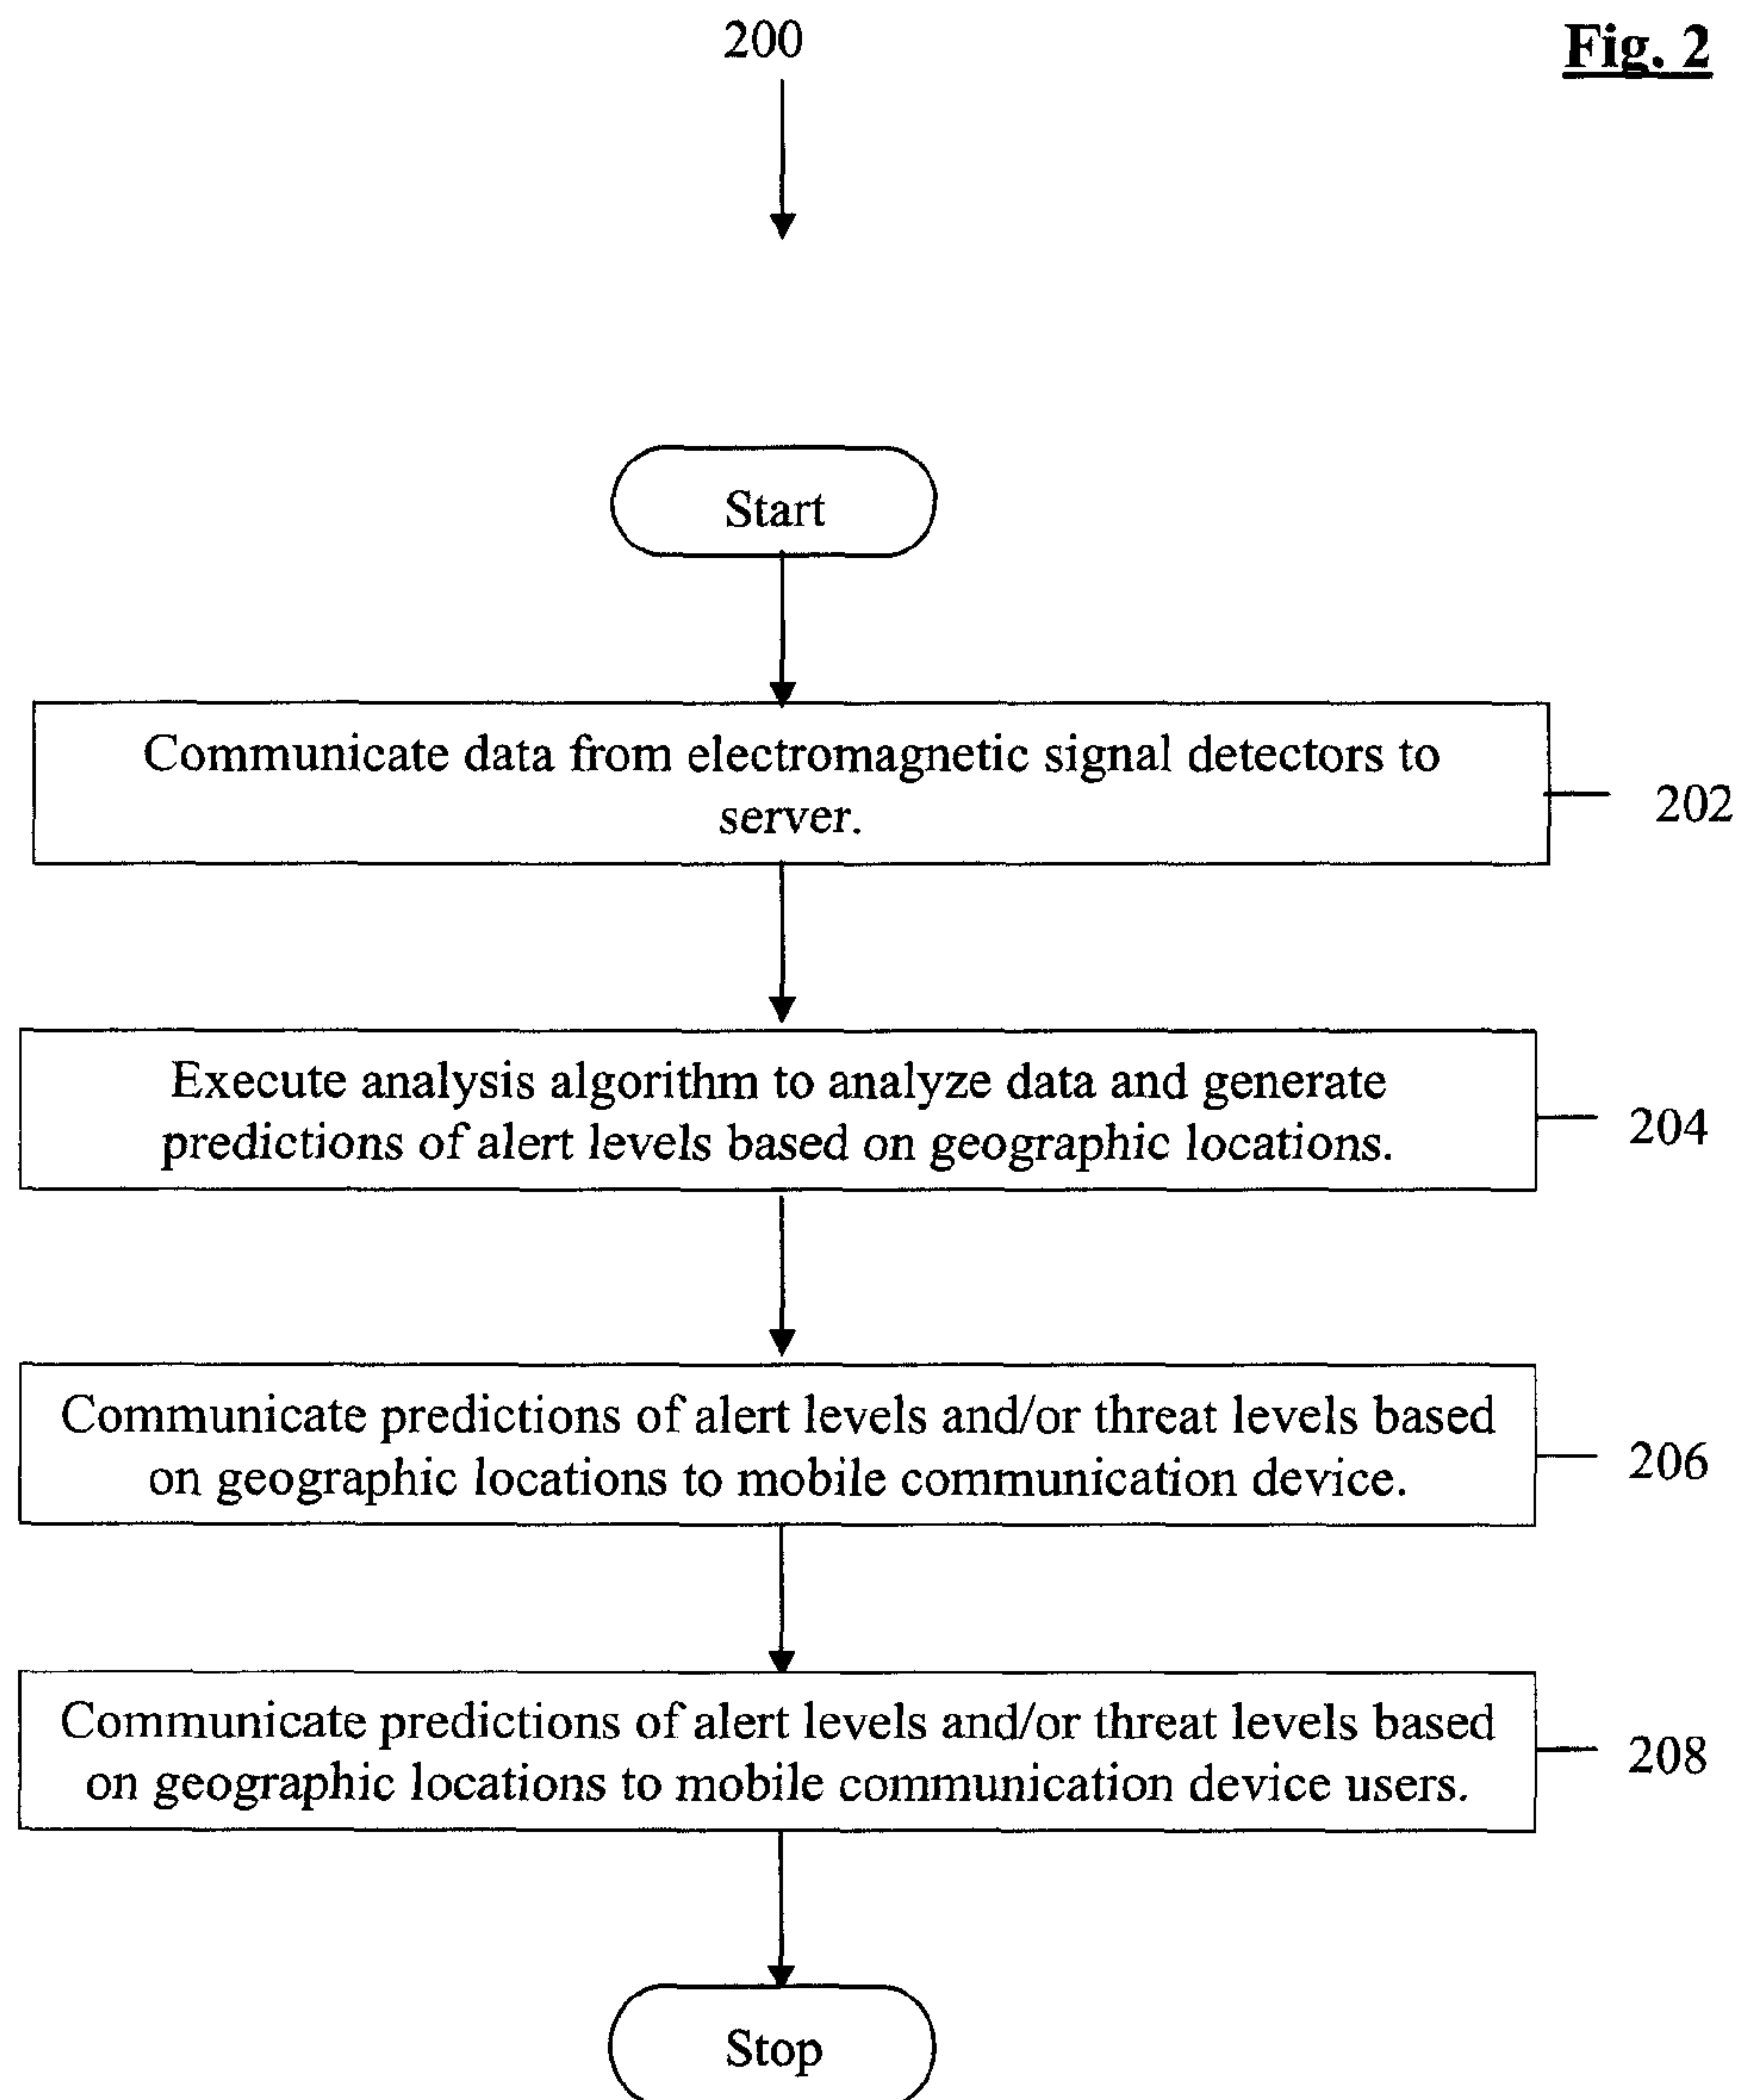 200
Fig. 2
Start
Communicate data from electromagnetic signal detectors to
server.
202
Execute analysis algorithm to analyze data and generate
predictions of alert levels based on geographic locations.
204
Communicate predictions of alert levels and/or threat levels based
on geographic locations to mobile communication device.
206
Communicate predictions of alert levels and/or threat levels based
on geographic locations to mobile communication device users.
208
Stop